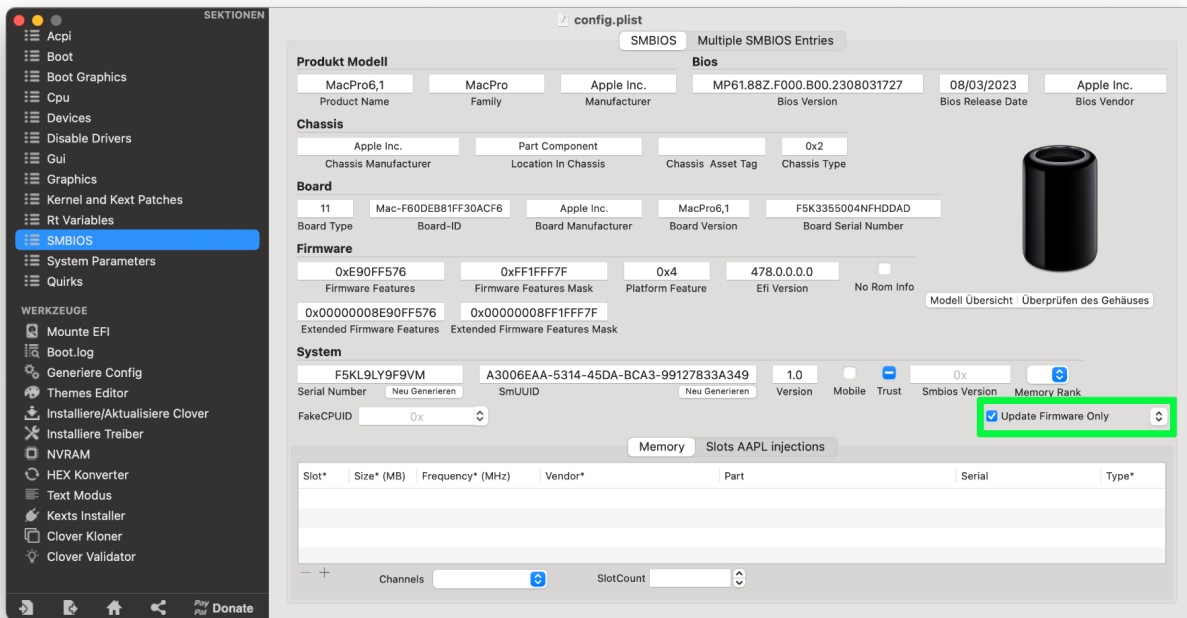 SEKTIONEN
Acpi
Boot
Boot Graphics
Cpu
Devices
Disable Drivers
Gui
Graphics
Kernel and Kext Patches
Rt Variables
SMBIOS
System Parameters
Quirks
WERKZEUGE
Mounte EFI
Boot.log
Generiere Config
Themes Editor
Installiere/Aktualisiere Clover
Installiere Treiber
NVRAM
HEX Konverter
Text Modus
Kexts Installer
Clover Kloner
Clover Validator
Pay Pal Donate
config.plist
SMBIOS Multiple SMBIOS Entries
Produkt Modell Bios
MacPro6,1 MacPro Apple Inc. MP61.88Z.F000.B00.2308031727 08/03/2023 Apple Inc.
Product Name Family Manufacturer Bios Version Bios Release Date Bios Vendor
Chassis
Apple Inc. Part Component 0x2
Chassis Manufacturer Location In Chassis Chassis Asset Tag Chassis Type
Board
11 Mac-F60DEB81FF30ACF6 Apple Inc. MacPro6,1 F5K3355004NFHDDAD
Board Type Board-ID Board Manufacturer Board Version Board Serial Number
Firmware
0xE90FF576 0xFF1FFF7F 0x4 478.0.0.0.0
Firmware Features Firmware Features Mask Platform Feature Efi Version No Rom Info
Modell Übersicht Überprüfen des Gehäuses
0x00000008E90FF576 0x00000008FF1FFF7F
Extended Firmware Features Extended Firmware Features Mask
System
F5KL9LY9F9VM A3006EAA-5314-45DA-BCA3-99127833A349 1.0 0x
Serial Number Neu Generieren SmUUID Neu Generieren Version Mobile Trust Smbios Version Memory Rank
FakeCPUID 0x Update Firmware Only
Memory Slots AAPL injections
Slot* Size* (MB) Frequency* (MHz) Vendor* Part Serial Type*
Channels SlotCount